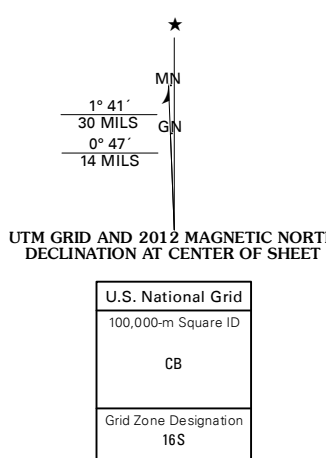 ★
MN
1° 41´
30 MILS
GN
0° 47´
14 MILS
UTM GRID AND 2012 MAGNETIC NORTH
DECLINATION AT CENTER OF SHEET
U.S. National Grid
100,000-m Square ID
CB
Grid Zone Designation
16S